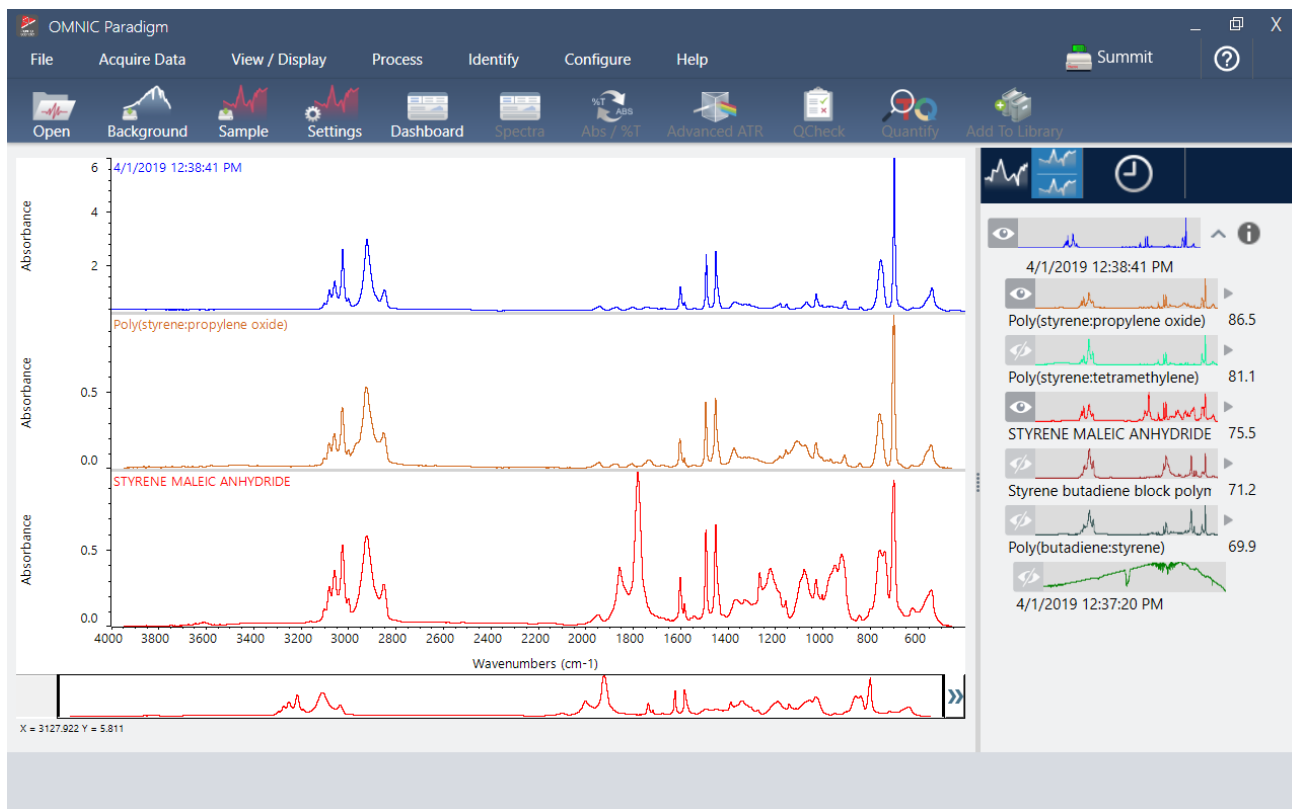 OMNIC Paradigm
_ X
File Acquire Data View / Display Process Identify Configure Help Summit ?
%T ABS
Open Background Sample Settings Dashboard Spectra Abs / %T Advanced ATR QCheck Quantify Add To Library
4/1/2019 12:38:41 PM
6
4
2
Absorbance
Poly(styrene:propylene oxide)
0.5
0.0
Absorbance
STYRENE MALEIC ANHYDRIDE
0.5
0.0
Absorbance
4000 3800 3600 3400 3200 3000 2800 2600 2400 2200 2000 1800 1600 1400 1200 1000 800 600
Wavenumbers (cm-1)
X = 3127.922 Y = 5.811
i
4/1/2019 12:38:41 PM
Poly(styrene:propylene oxide) 86.5
Poly(styrene:tetramethylene) 81.1
STYRENE MALEIC ANHYDRIDE 75.5
Styrene butadiene block polyn 71.2
Poly(butadiene:styrene) 69.9
4/1/2019 12:37:20 PM